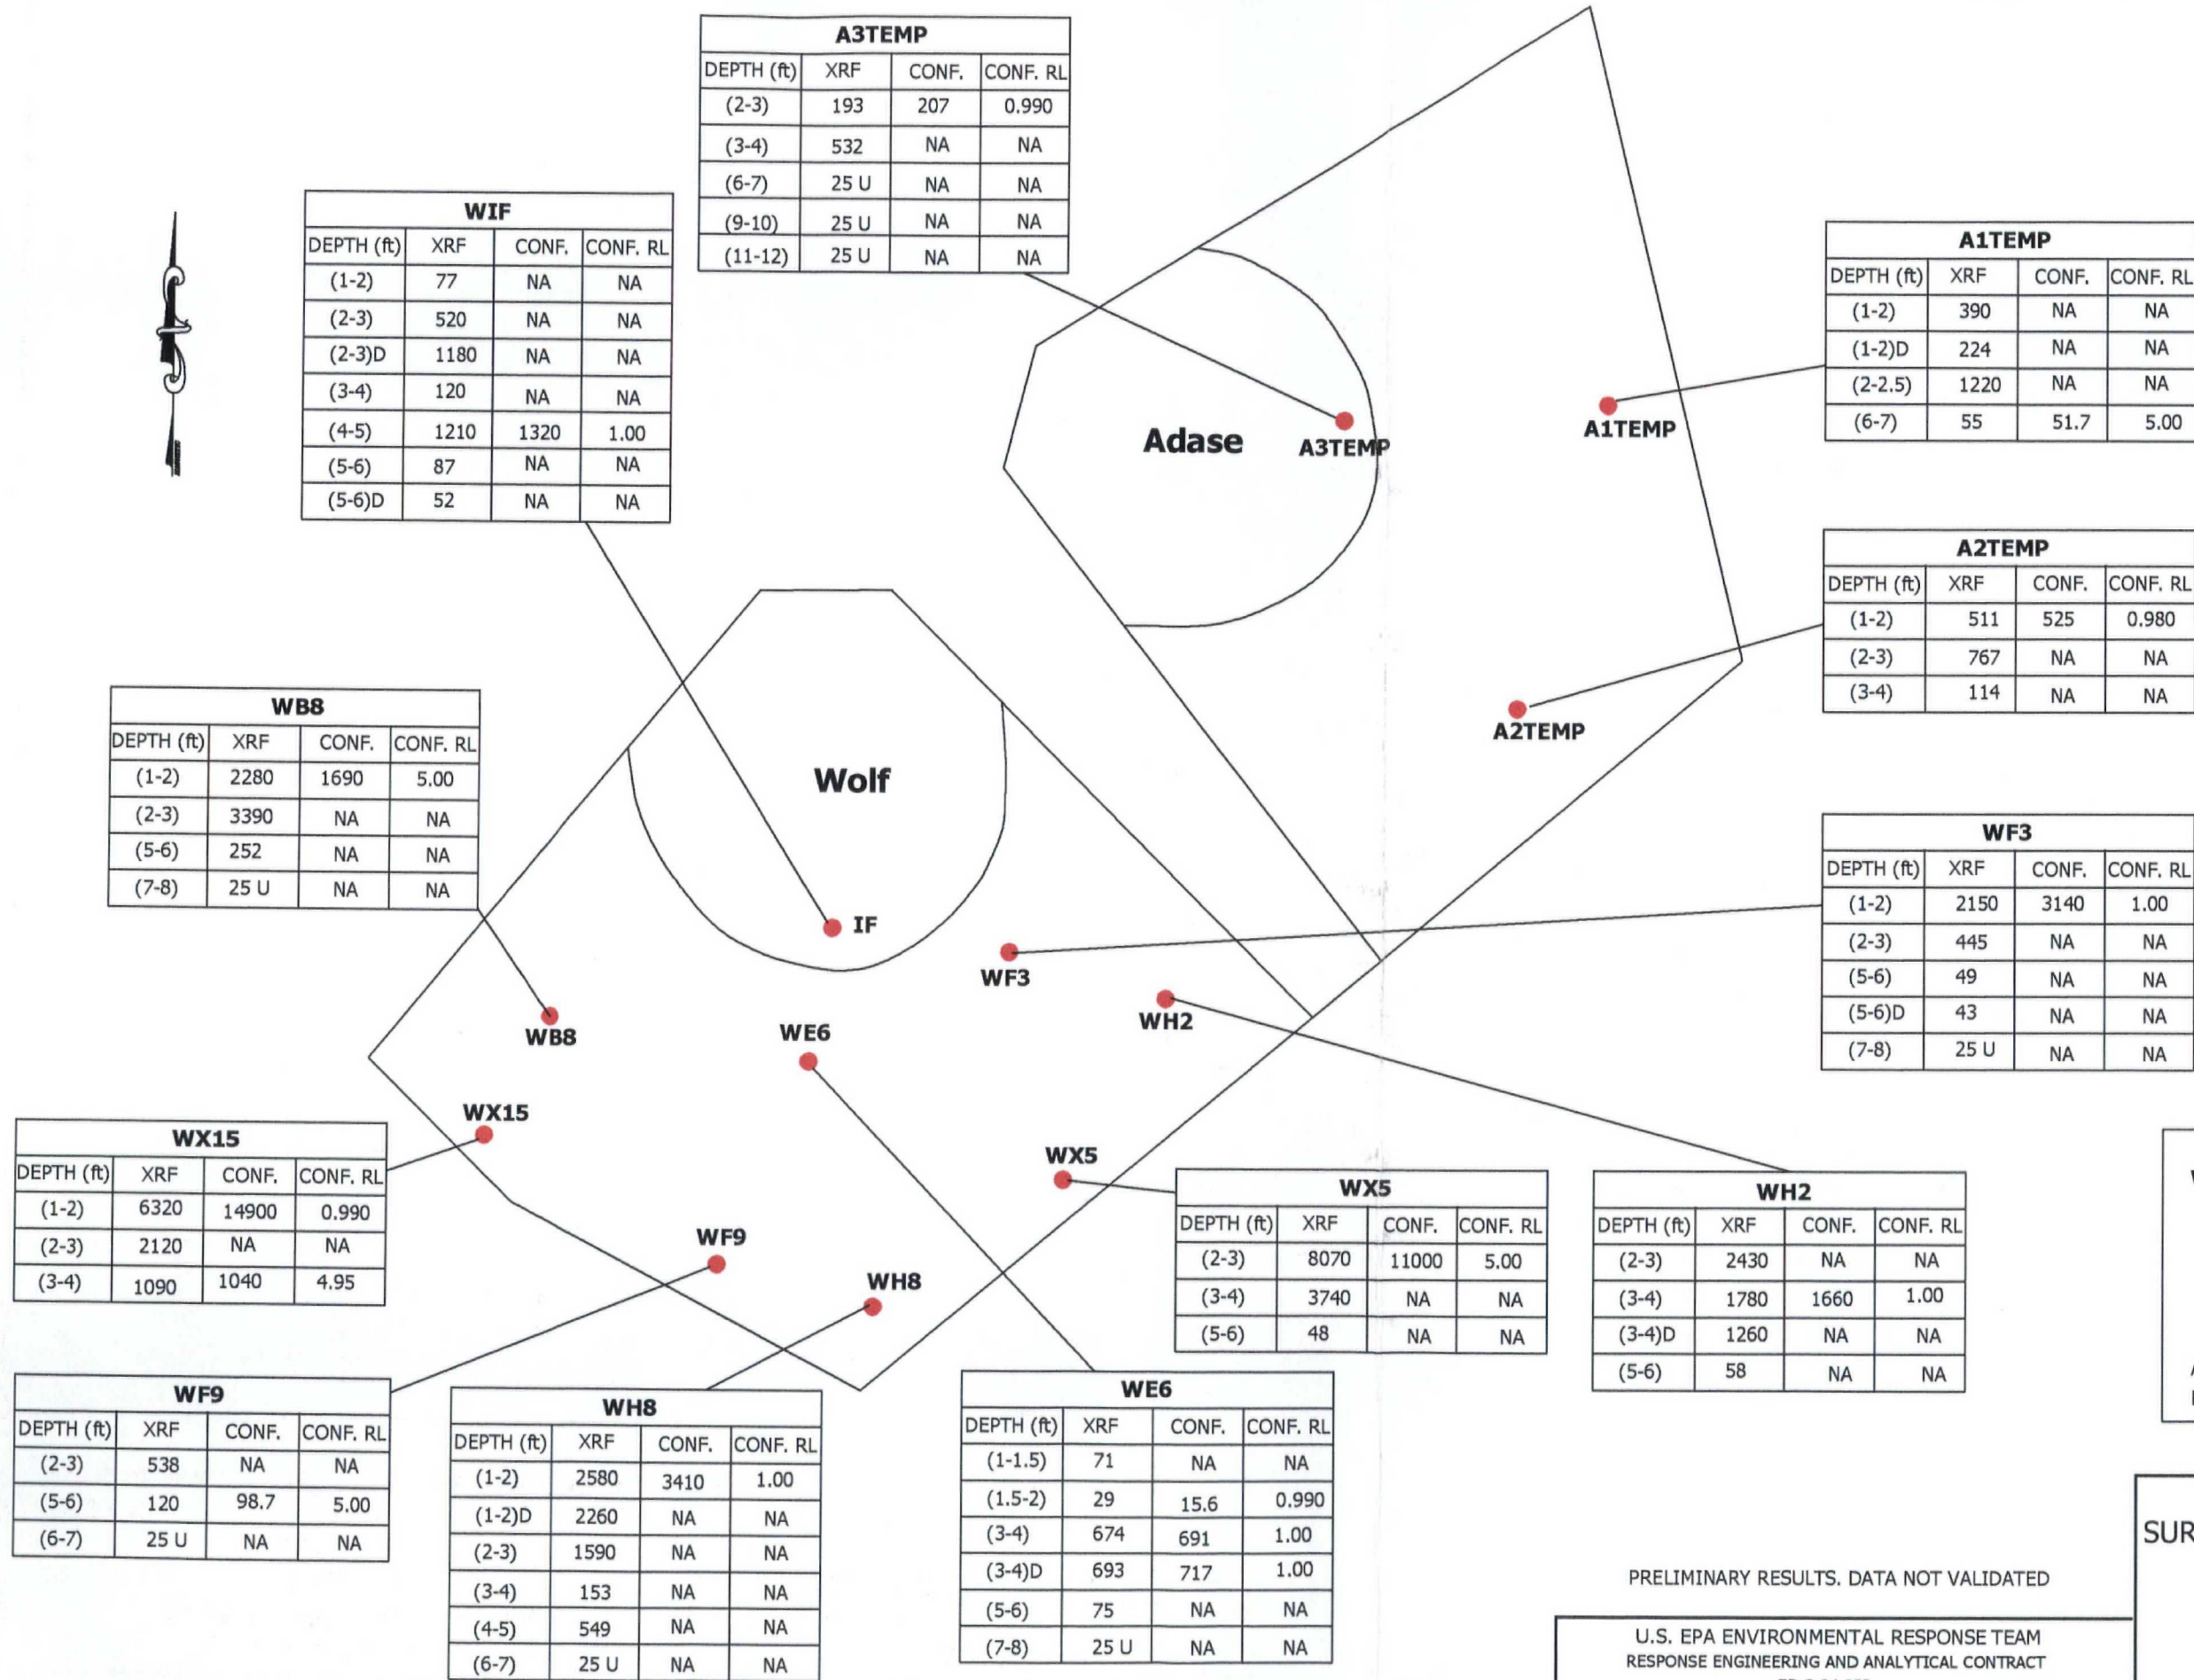 A3TEMP
DEPTH (ft) XRF CONF. CONF. RL
(2-3) 193 207 0.990
(3-4) 532 NA NA
(6-7) 25 U NA NA
(9-10) 25 U NA NA
(11-12) 25 U NA NA
WIF
DEPTH (ft) XRF CONF. CONF. RL
(1-2) 77 NA NA
(2-3) 520 NA NA
(2-3)D 1180 NA NA
(3-4) 120 NA NA
(4-5) 1210 1320 1.00
(5-6) 87 NA NA
(5-6)D 52 NA NA
A1TEMP
DEPTH (ft) XRF CONF. CONF. RL
(1-2) 390 NA NA
(1-2)D 224 NA NA
(2-2.5) 1220 NA NA
(6-7) 55 51.7 5.00
Adase
A3TEMP
A1TEMP
A2TEMP
DEPTH (ft) XRF CONF. CONF. RL
(1-2) 511 525 0.980
(2-3) 767 NA NA
(3-4) 114 NA NA
A2TEMP
WB8
DEPTH (ft) XRF CONF. CONF. RL
(1-2) 2280 1690 5.00
(2-3) 3390 NA NA
(5-6) 252 NA NA
(7-8) 25 U NA NA
Wolf
IF
WF3
WH2
WB8
WE6
WF3
DEPTH (ft) XRF CONF. CONF. RL
(1-2) 2150 3140 1.00
(2-3) 445 NA NA
(5-6) 49 NA NA
(5-6)D 43 NA NA
(7-8) 25 U NA NA
WX15
WX15
DEPTH (ft) XRF CONF. CONF. RL
(1-2) 6320 14900 0.990
(2-3) 2120 NA NA
(3-4) 1090 1040 4.95
WX5
WX5
DEPTH (ft) XRF CONF. CONF. RL
(2-3) 8070 11000 5.00
(3-4) 3740 NA NA
(5-6) 48 NA NA
WH2
DEPTH (ft) XRF CONF. CONF. RL
(2-3) 2430 NA NA
(3-4) 1780 1660 1.00
(3-4)D 1260 NA NA
(5-6) 58 NA NA
WF9
WH8
WF9
DEPTH (ft) XRF CONF. CONF. RL
(2-3) 538 NA NA
(5-6) 120 98.7 5.00
(6-7) 25 U NA NA
WH8
DEPTH (ft) XRF CONF. CONF. RL
(1-2) 2580 3410 1.00
(1-2)D 2260 NA NA
(2-3) 1590 NA NA
(3-4) 153 NA NA
(4-5) 549 NA NA
(6-7) 25 U NA NA
WE6
DEPTH (ft) XRF CONF. CONF. RL
(1-1.5) 71 NA NA
(1.5-2) 29 15.6 0.990
(3-4) 674 691 1.00
(3-4)D 693 717 1.00
(5-6) 75 NA NA
(7-8) 25 U NA NA
SUR
PRELIMINARY RESULTS. DATA NOT VALIDATED
U.S. EPA ENVIRONMENTAL RESPONSE TEAM
RESPONSE ENGINEERING AND ANALYTICAL CONTRACT